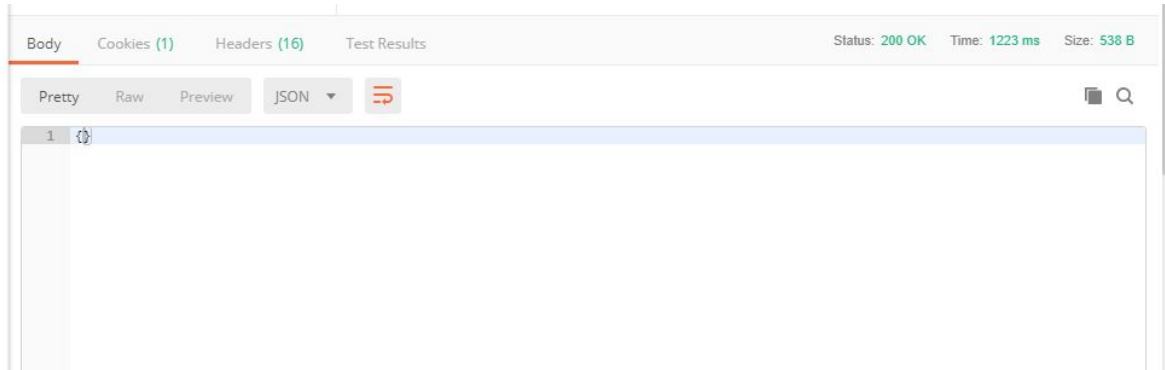 Body Cookies (1) Headers (16) Test Results Status: 200 OK Time: 1223 ms Size: 538 B
Pretty Raw Preview JSON
1 {}